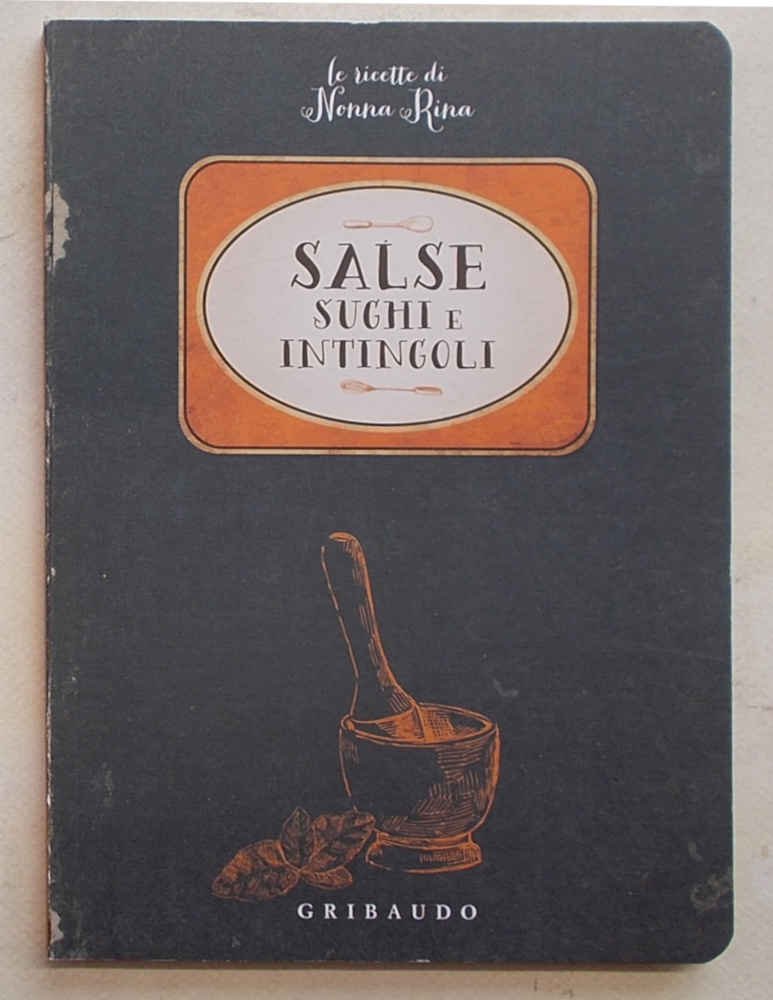 le ricette di
Nonna Rina
SALSE
SUGHI E
INTINGOLI
GRIBAUDO